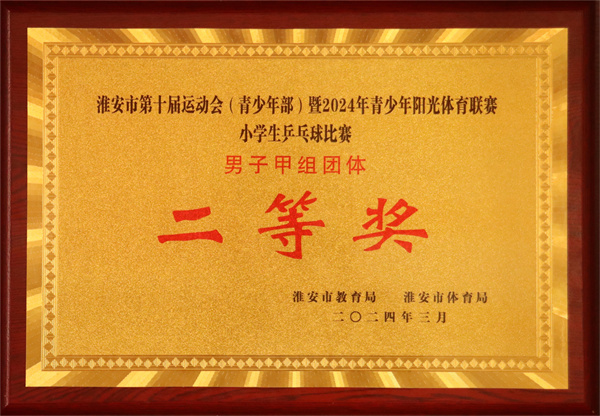 淮安市第十届运动会（青少年部）暨2024年青少年阳光体育联赛
小学生乒乓球比赛
男子甲组团体
二等奖
淮安市教育局 淮安市体育局
二〇二四年三月